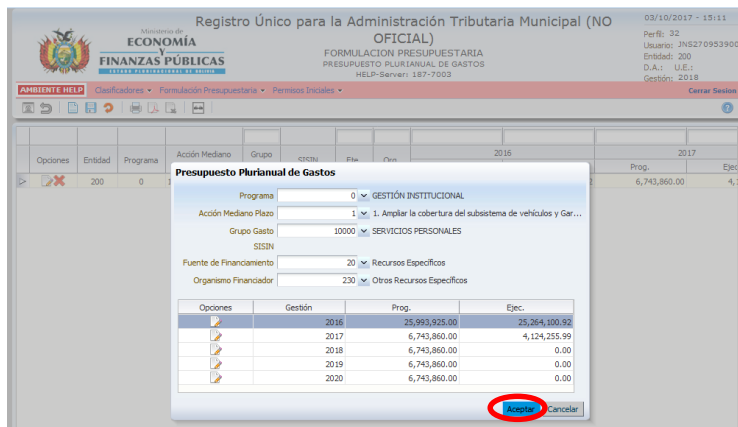 Registro Único para la Administración Tributaria Municipal (NO OFICIAL)
FORMULACION PRESUPUESTARIA
PRESUPUESTO PLURIANUAL DE GASTOS
HELP-Server: 187-7003
Ministerio de
ECONOMÍA
Y
FINANZAS PÚBLICAS
ESTADO PLURINACIONAL DE BOLIVIA
03/10/2017 - 15:11
Perfil: 32
Usuario: JNS270953900
Entidad: 200
D.A.: U.E.:
Gestión: 2018
AMBIENTE HELP Clasificadores Formulación Presupuestaria Permisos Iniciales Cerrar Sesion
Opciones Entidad Programa Acción Mediano Grupo SISIN Fte. Org. 2016 2017
Prog. Ejec
200 0 1 2 6,743,860.00 4,1
Presupuesto Plurianual de Gastos
Programa 0 GESTIÓN INSTITUCIONAL
Acción Mediano Plazo 1 1. Ampliar la cobertura del subsistema de vehículos y Gar...
Grupo Gasto 10000 SERVICIOS PERSONALES
SISIN
Fuente de Financiamiento 20 Recursos Específicos
Organismo Financiador 230 Otros Recursos Específicos
Opciones Gestión Prog. Ejec.
2016 25,993,925.00 25,264,100.92
2017 6,743,860.00 4,124,255.99
2018 6,743,860.00 0.00
2019 6,743,860.00 0.00
2020 6,743,860.00 0.00
Aceptar Cancelar